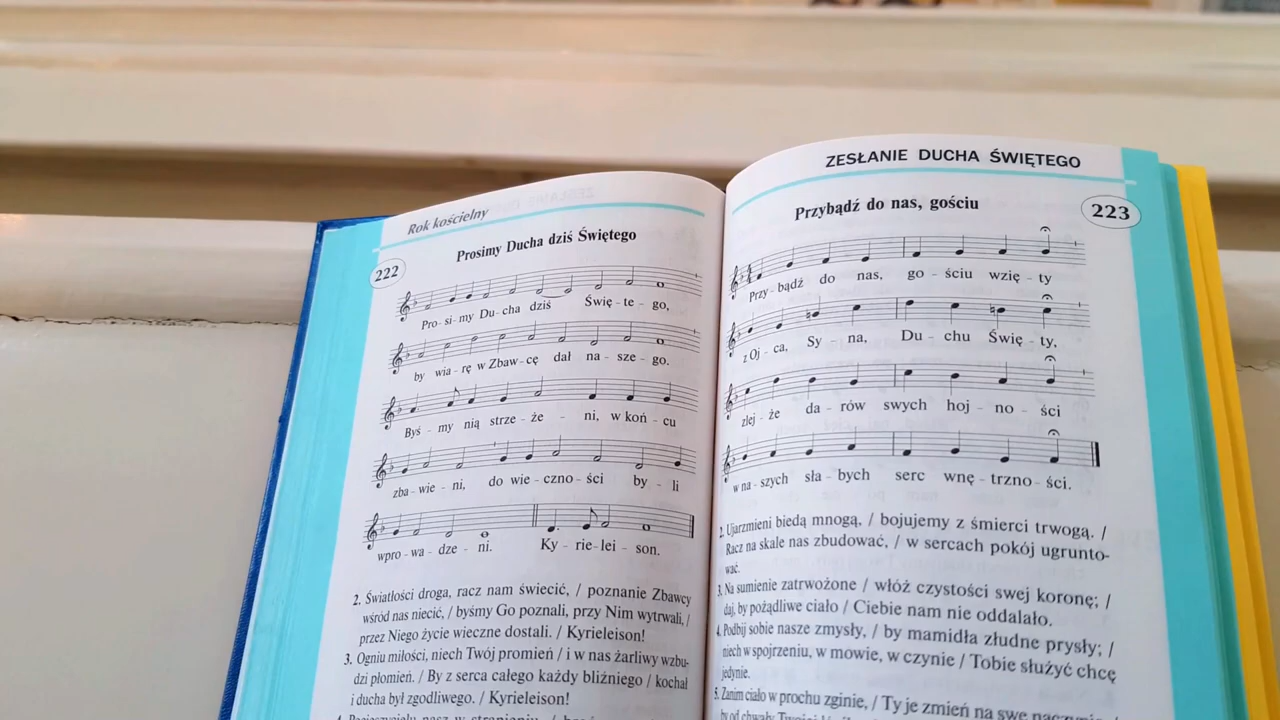 Rok kościelny
222
Prosimy Ducha dziś Świętego
Pro - si - my Du - cha dziś Świę - te - go,
by wia - rę w Zbaw - cę dał na - sze - go.
Byś - my nią strze - że - ni, w koń - cu
zba - wie - ni, do wie - czno - ści by - li
wpro - wa - dze - ni. Ky - rie - lei - son.
2. Światłości droga, racz nam świecić, / poznanie Zbawcy
wśród nas niecić, / byśmy Go poznali, przy Nim wytrwali, /
przez Niego życie wieczne dostali. / Kyrieleison!
3. Ogniu miłości, niech Twój promień / i w nas żarliwy wzbu-
dzi płomień. / By z serca całego każdy bliźniego / kochał
i ducha był zgodliwego. / Kyrieleison!
ZESŁANIE DUCHA ŚWIĘTEGO
223
Przybądź do nas, gościu
Przy - bądź do nas, go - ściu wzię - ty
z Oj - ca, Sy - na, Du - chu Świę - ty,
zlej - że da - rów swych hoj - no - ści
w na - szych sła - bych serc wnę - trzno - ści.
2. Ujarzmieni biedą mnogą, / bojujemy z śmierci trwogą. /
Racz na skale nas zbudować, / w sercach pokój ugrunto-
wać.
3. Na sumienie zatrwożone / włóż czystości swej koronę; /
daj, by pożądliwe ciało / Ciebie nam nie oddalało.
4. Podbij sobie nasze zmysły, / by mamidła złudne prysły; /
niech w spojrzeniu, w mowie, w czynie / Tobie służyć chcę
jedynie.
5. Zanim ciało w prochu zginie, / Ty je zmień na swe